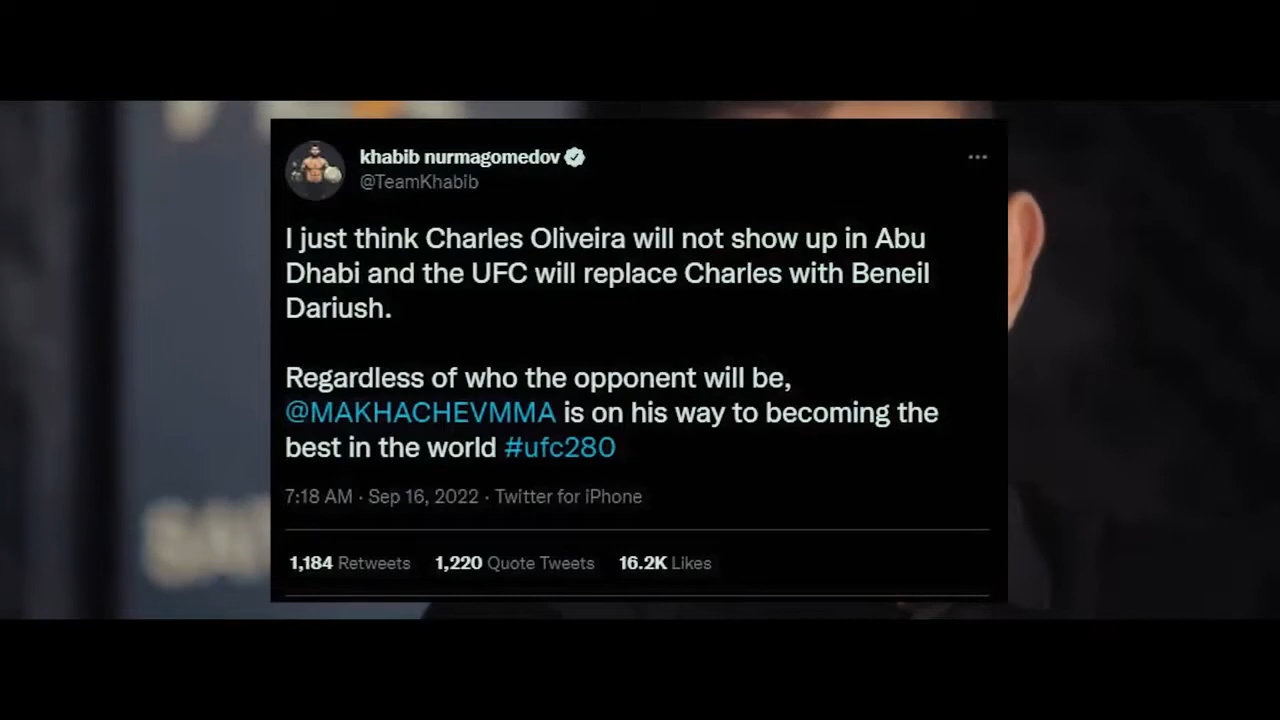 khabib nurmagomedov
@TeamKhabib
I just think Charles Oliveira will not show up in Abu
Dhabi and the UFC will replace Charles with Beneil
Dariush.
Regardless of who the opponent will be,
@MAKHACHEVMMA is on his way to becoming the
best in the world #ufc280
7:18 AM · Sep 16, 2022 · Twitter for iPhone
1,184 Retweets 1,220 Quote Tweets 16.2K Likes